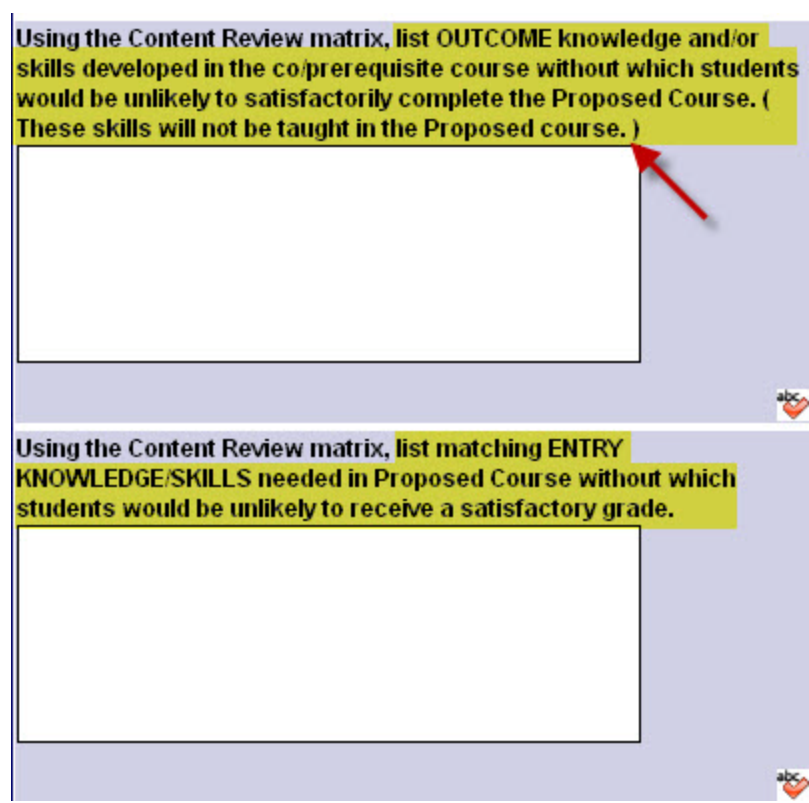 Using the Content Review matrix, list OUTCOME knowledge and/or
skills developed in the co/prerequisite course without which students
would be unlikely to satisfactorily complete the Proposed Course. (
These skills will not be taught in the Proposed course. )
abc
Using the Content Review matrix, list matching ENTRY
KNOWLEDGE/SKILLS needed in Proposed Course without which
students would be unlikely to receive a satisfactory grade.
abc